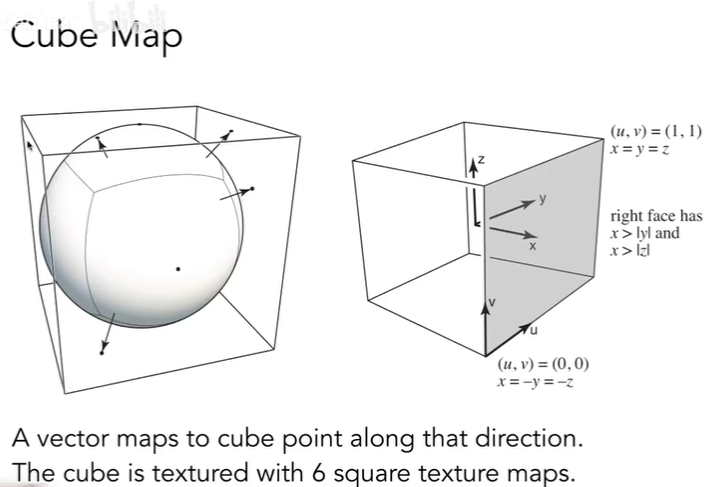 Cube Map
(u, v) = (1, 1)
x = y = z
z
y
x
right face has
x > |y| and
x > |z|
v
u
(u, v) = (0, 0)
x = -y = -z
A vector maps to cube point along that direction.
The cube is textured with 6 square texture maps.